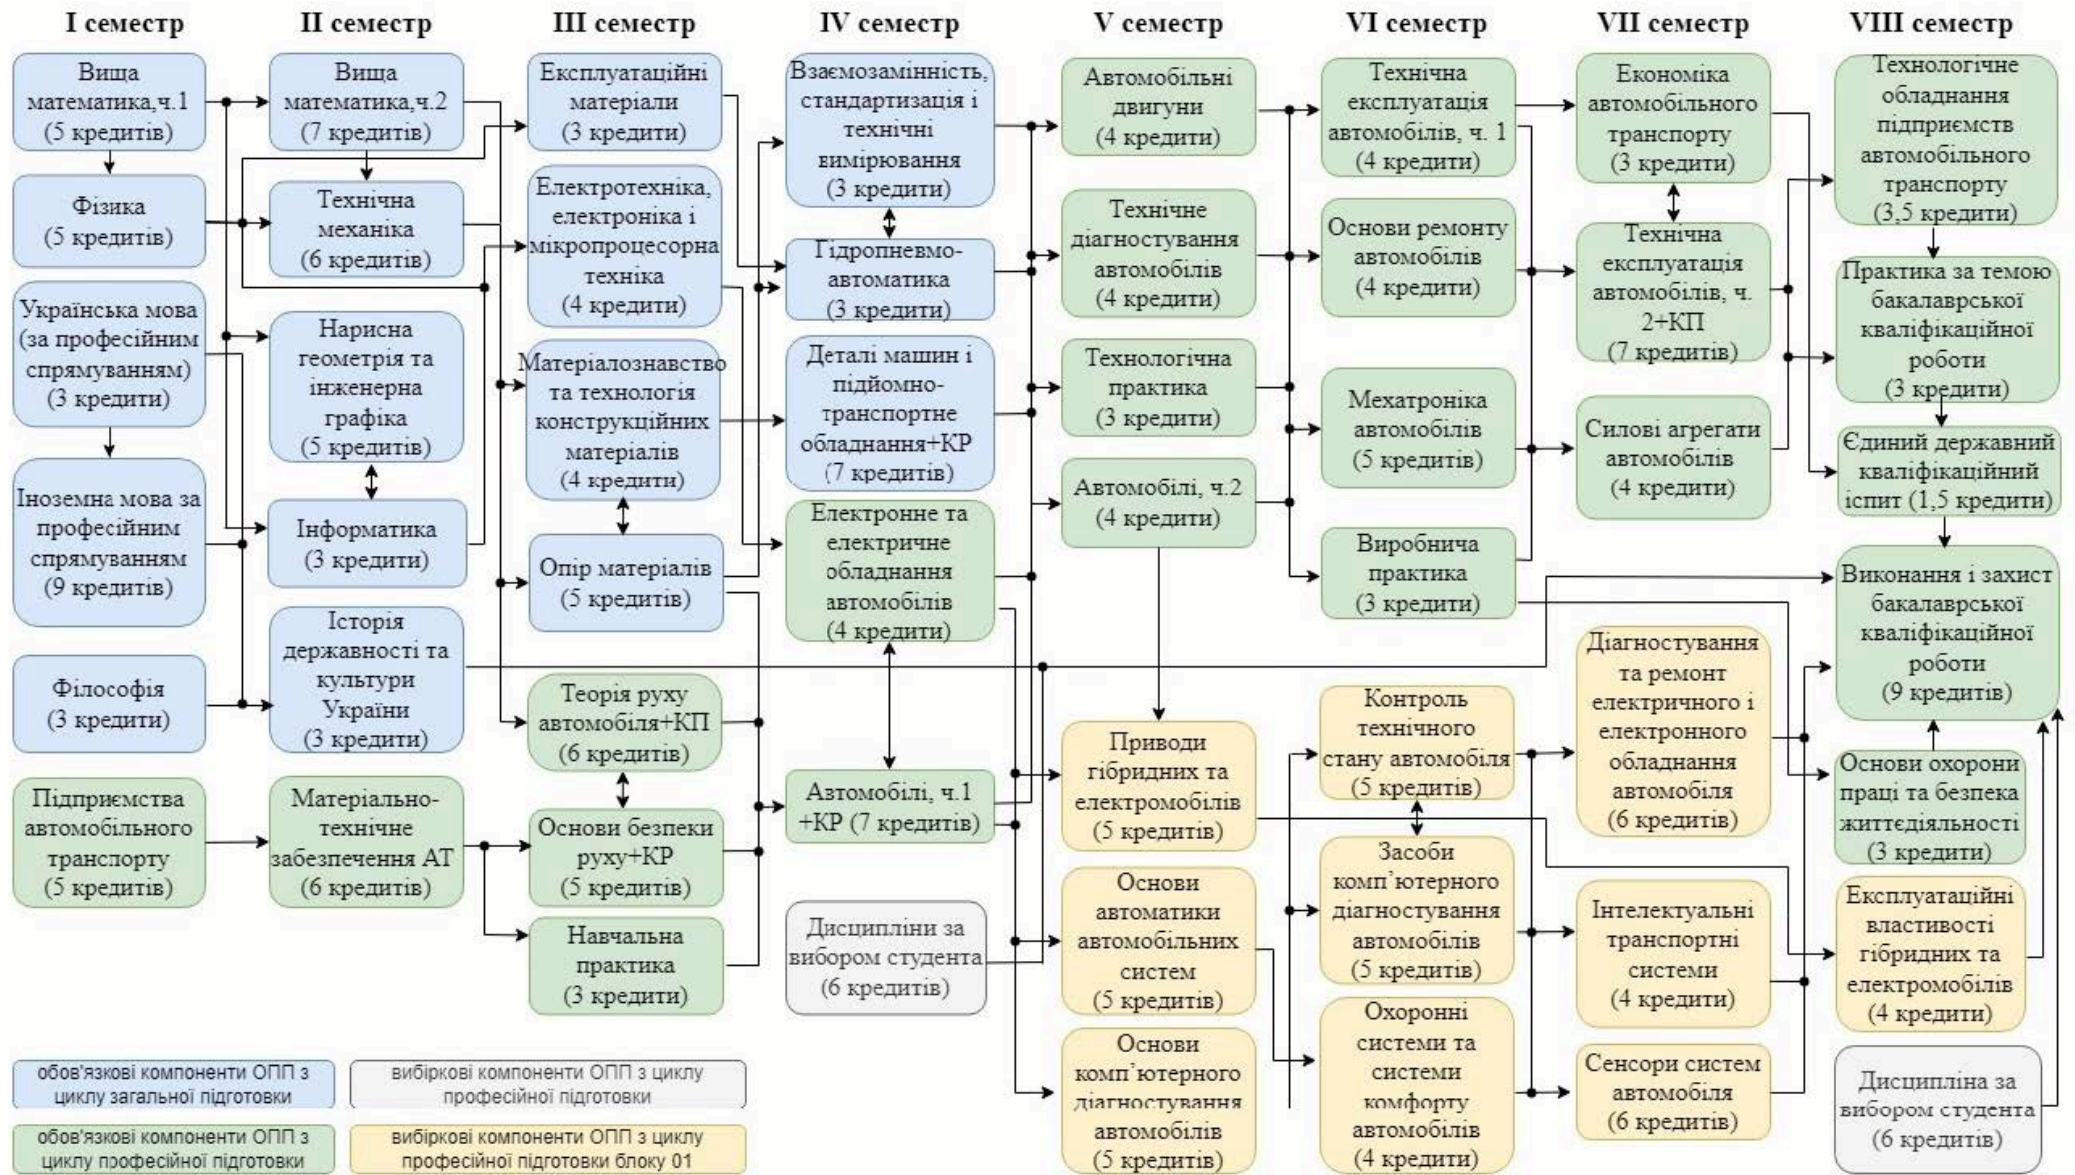 I семестр
II семестр
III семестр
IV семестр
V семестр
VI семестр
VII семестр
VIII семестр
Вища
математика,ч.1
(5 кредитів)
Фізика
(5 кредитів)
Українська мова
(за професійним
спрямуванням)
(3 кредити)
Іноземна мова за
професійним
спрямуванням
(9 кредитів)
Філософія
(3 кредити)
Підприємства
автомобільного
транспорту
(5 кредитів)
Вища
математика,ч.2
(7 кредитів)
Технічна
механіка
(6 кредитів)
Нарисна
геометрія та
інженерна
графіка
(5 кредитів)
Інформатика
(3 кредити)
Історія
державності та
культури
України
(3 кредити)
Матеріально-
технічне
забезпечення АТ
(6 кредитів)
Експлуатаційні
матеріали
(3 кредити)
Електротехніка,
електроніка і
мікропроцесорна
техніка
(4 кредити)
Матеріалознавство
та технологія
конструкційних
матеріалів
(4 кредити)
Опір матеріалів
(5 кредитів)
Теорія руху
автомобіля+КП
(6 кредитів)
Основи безпеки
руху+КР
(5 кредитів)
Навчальна
практика
(3 кредити)
Взаємозамінність,
стандартизація і
технічні
вимірювання
(3 кредити)
Гідропневмо-
автоматика
(3 кредити)
Деталі машин і
підйомно-
транспортне
обладнання+КР
(7 кредитів)
Електронне та
електричне
обладнання
автомобілів
(4 кредити)
Автомобілі, ч.1
+КР (7 кредитів)
Дисципліни за
вибором студента
(6 кредитів)
Автомобільні
двигуни
(4 кредити)
Технічне
діагностування
автомобілів
(4 кредити)
Технологічна
практика
(3 кредити)
Автомобілі, ч.2
(4 кредити)
Приводи
гібридних та
електромобілів
(5 кредитів)
Основи
автоматики
автомобільних
систем
(5 кредитів)
Основи
комп’ютерного
діагностування
автомобілів
(5 кредитів)
Технічна
експлуатація
автомобілів, ч. 1
(4 кредити)
Основи ремонту
автомобілів
(4 кредити)
Мехатроніка
автомобілів
(5 кредитів)
Виробнича
практика
(3 кредити)
Контроль
технічного
стану автомобіля
(5 кредитів)
Засоби
комп’ютерного
діагностування
автомобілів
(5 кредитів)
Охоронні
системи та
системи
комфорту
автомобілів
(4 кредити)
Економіка
автомобільного
транспорту
(3 кредити)
Технічна
експлуатація
автомобілів, ч.
2+КП
(7 кредитів)
Силові агрегати
автомобілів
(4 кредити)
Діагностування
та ремонт
електричного і
електронного
обладнання
автомобіля
(6 кредитів)
Інтелектуальні
транспортні
системи
(4 кредити)
Сенсори систем
автомобіля
(6 кредитів)
Технологічне
обладнання
підприємств
автомобільного
транспорту
(3,5 кредити)
Практика за темою
бакалаврської
кваліфікаційної
роботи
(3 кредити)
Єдиний державний
кваліфікаційний
іспит (1,5 кредити)
Виконання і захист
бакалаврської
кваліфікаційної
роботи
(9 кредитів)
Основи охорони
праці та безпека
життєдіяльності
(3 кредити)
Експлуатаційні
властивості
гібридних та
електромобілів
(4 кредити)
Дисципліна за
вибором студента
(6 кредитів)
обов'язкові компоненти ОПП з
циклу загальної підготовки
вибіркові компоненти ОПП з циклу
професійної підготовки
обов'язкові компоненти ОПП з
циклу професійної підготовки
вибіркові компоненти ОПП з циклу
професійної підготовки блоку 01